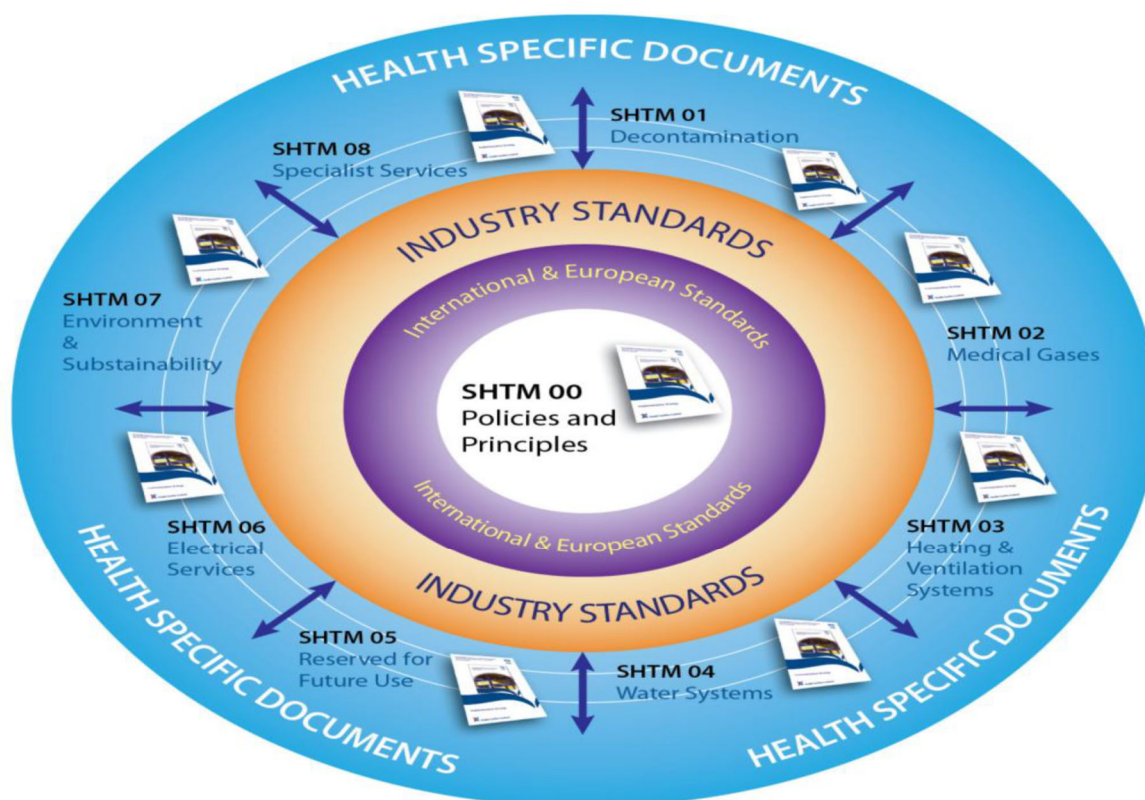 HEALTH SPECIFIC DOCUMENTS
SHTM 01
Decontamination
SHTM 08
Specialist Services
INDUSTRY STANDARDS
International & European Standards
SHTM 07
Environment
&
Substainability
SHTM 02
Medical Gases
SHTM 00
Policies and
Principles
International & European Standards
INDUSTRY STANDARDS
SHTM 06
Electrical
Services
SHTM 03
Heating &
Ventilation
Systems
SHTM 05
Reserved for
Future Use
SHTM 04
Water Systems
HEALTH SPECIFIC DOCUMENTS
HEALTH SPECIFIC DOCUMENTS